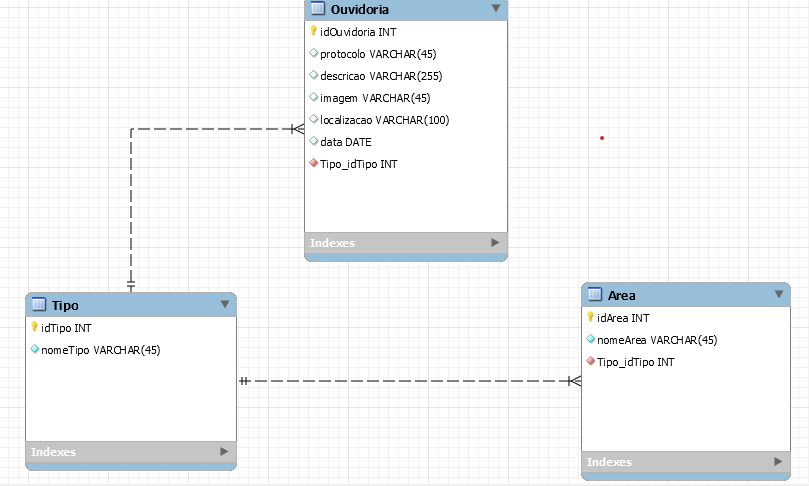 Ouvidoria
idOuvidoria INT
protocolo VARCHAR(45)
descricao VARCHAR(255)
imagem VARCHAR(45)
localizacao VARCHAR(100)
data DATE
Tipo_idTipo INT
Indexes
Tipo
idTipo INT
nomeTipo VARCHAR(45)
Indexes
Area
idArea INT
nomeArea VARCHAR(45)
Tipo_idTipo INT
Indexes